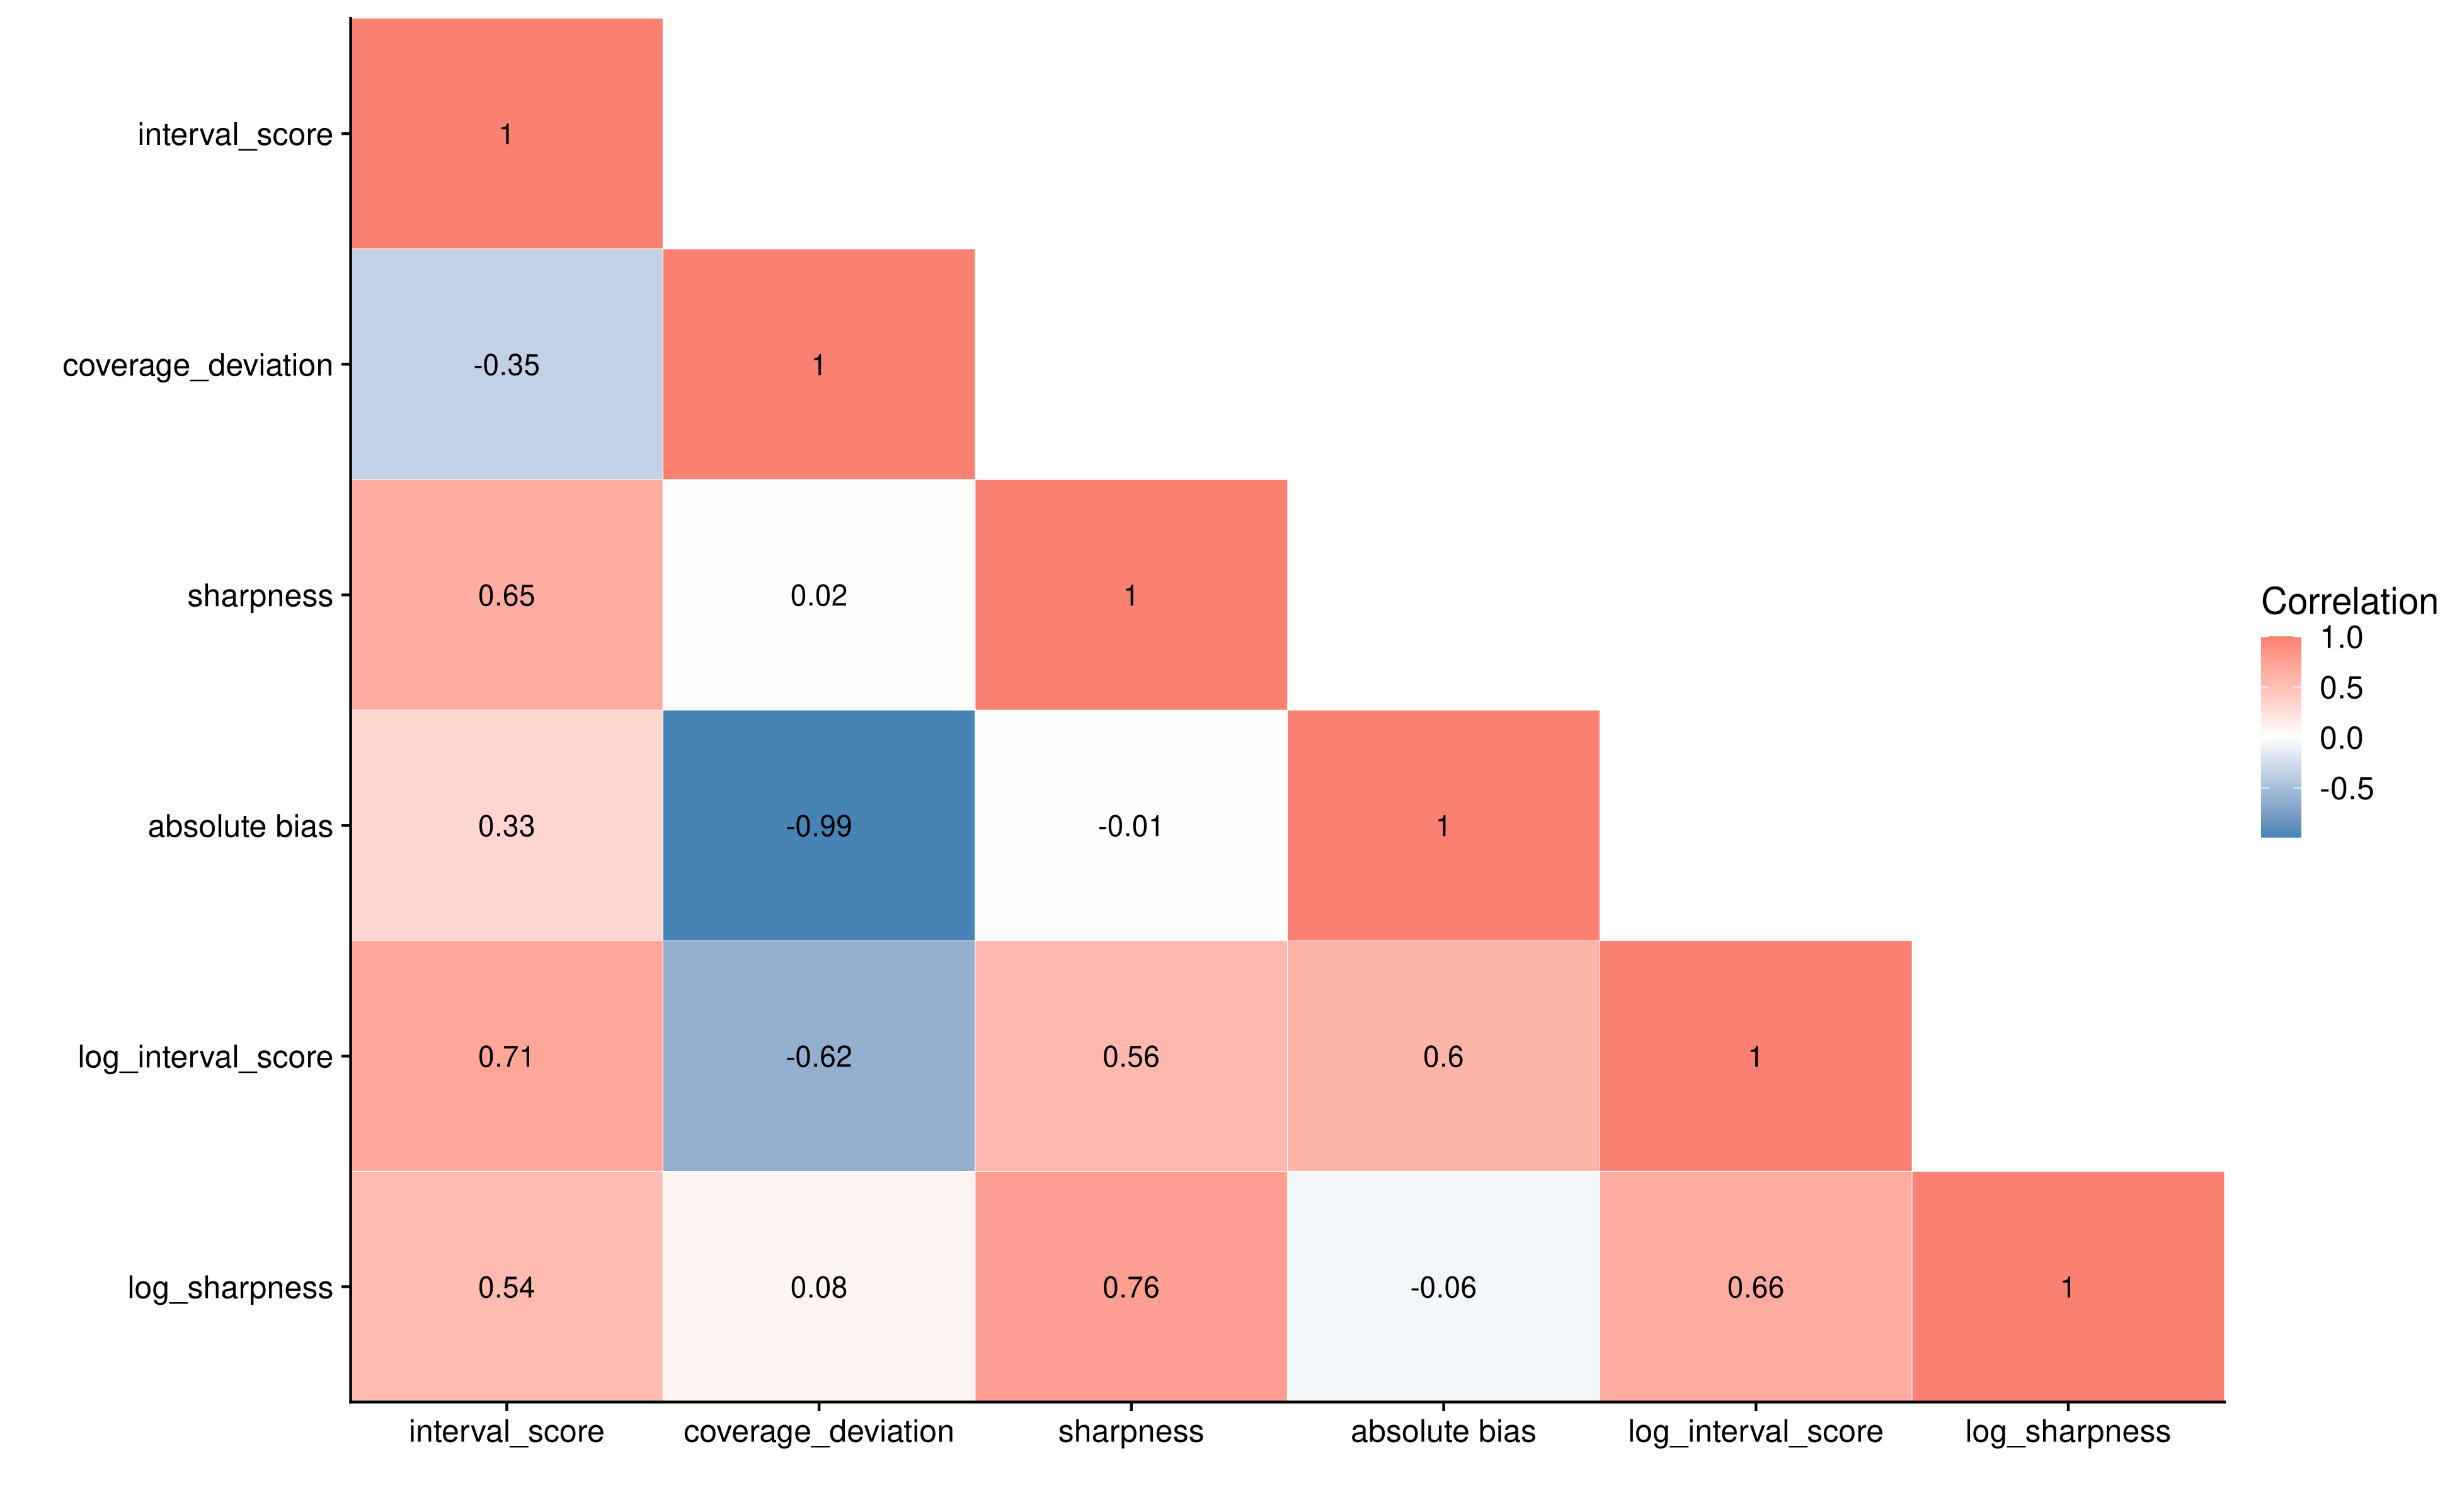 interval_score 1
coverage_deviation -0.35 1
sharpness 0.65 0.02 1
absolute bias 0.33 -0.99 -0.01 1
log_interval_score 0.71 -0.62 0.56 0.6 1
log_sharpness 0.54 0.08 0.76 -0.06 0.66 1
interval_score coverage_deviation sharpness absolute bias log_interval_score log_sharpness
Correlation
1.0
0.5
0.0
-0.5